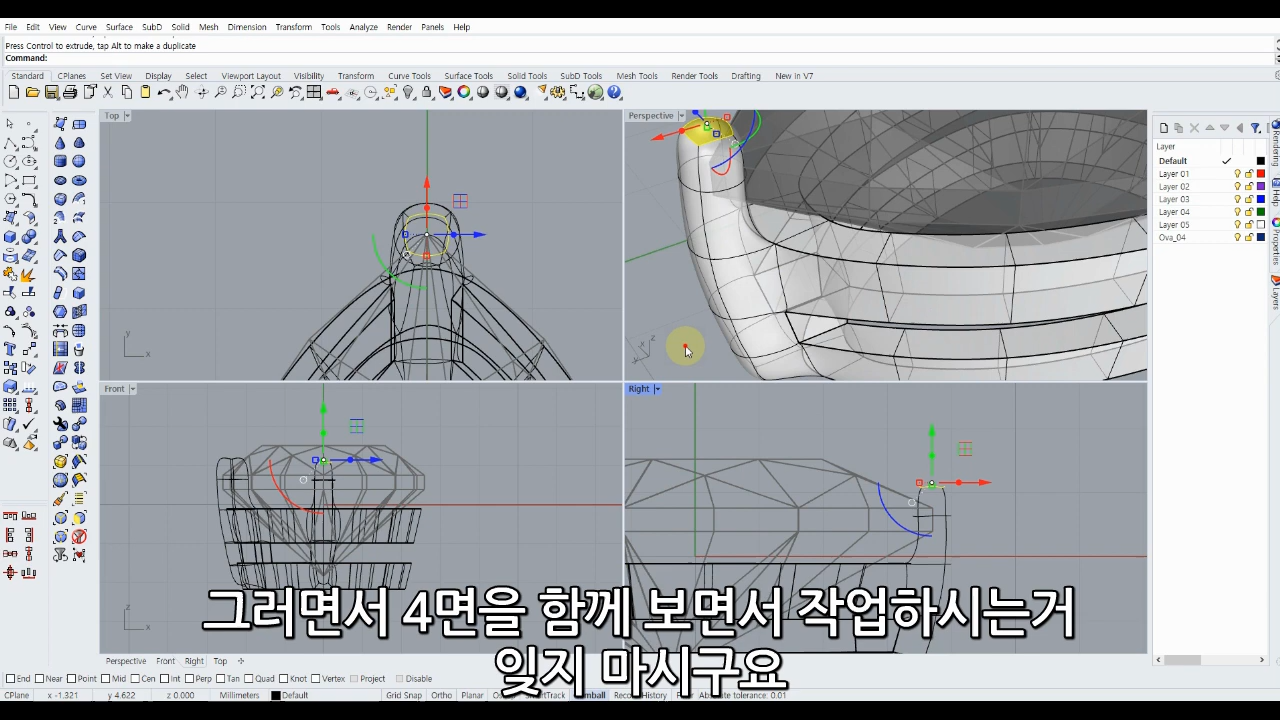 File Edit View Curve Surface SubD Solid Mesh Dimension Transform Tools Analyze Render Panels Help
Press Control to extrude, tap Alt to make a duplicate
Command:
Standard CPlanes Set View Display Select Viewport Layout Visibility Transform Curve Tools Surface Tools Solid Tools SubD Tools Mesh Tools Render Tools Drafting New in V7
Top
Perspective
Layer
Default
Layer 01
Layer 02
Layer 03
Layer 04
Layer 05
Ova_04
Rendering
Help
Properties
Layers
y
x
z
y
x
Front
Right
z
x
그러면서 4면을 함께 보면서 작업하시는거
잊지 마시구요
Perspective Front Right Top
End Near Point Mid Cen Int Perp Tan Quad Knot Vertex Project Disable
CPlane x -1.321 y 4.622 z 0.000 Millimeters Default Grid Snap Ortho Planar SmartTrack History Absolute tolerance: 0.01